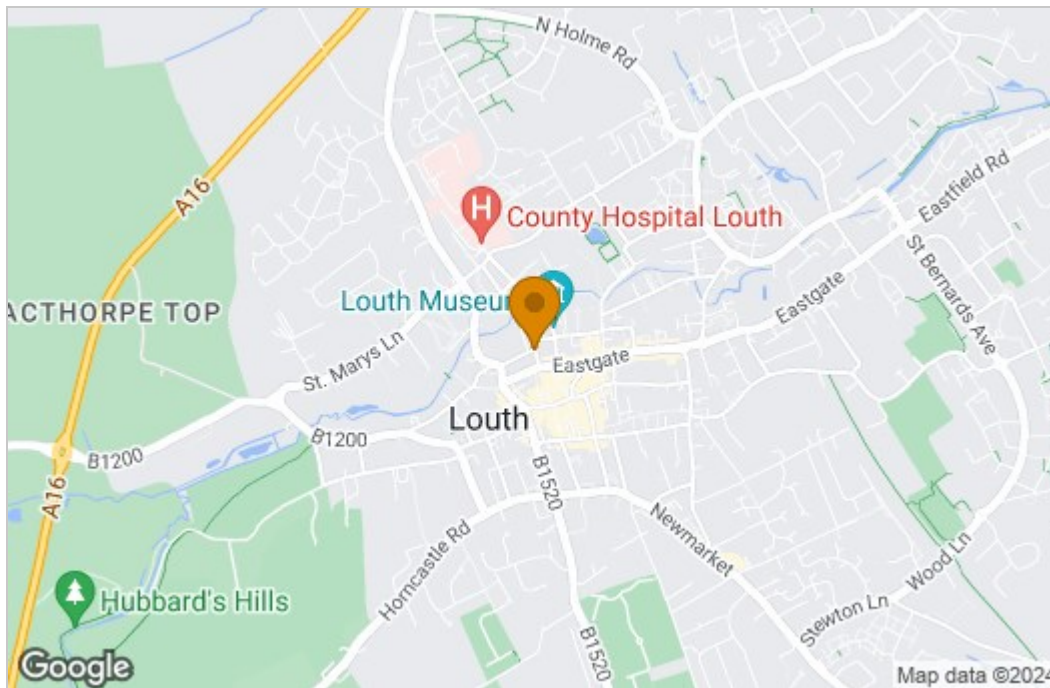 N Holme Rd
A16
County Hospital Louth
Eastfield Rd
St Bernards Ave
Louth Museum
ACTHORPE TOP
St. Marys Ln
Eastgate
Eastgate
Louth
B1200
B1200
A16
B1520
Newmarket
Horncastle Rd
Wood Ln
Hubbard's Hills
Stewton Ln
B1520
Google
Map data ©2024